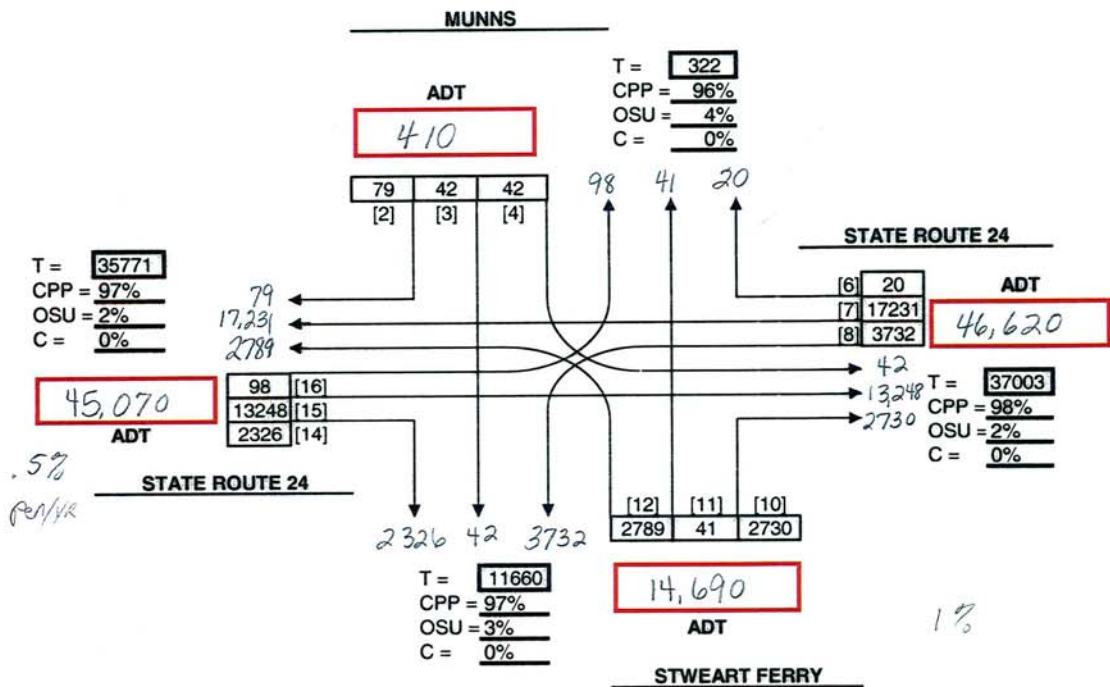 MUNNS
T = 322
CPP = 96%
OSU = 4%
C = 0%
ADT
410
79 42 42
[2] [3] [4]
98 41 20
STATE ROUTE 24
T = 35771
CPP = 97%
OSU = 2%
C = 0%
79
17,231
2789
[6] 20
[7] 17231
[8] 3732
ADT
46,620
45,070
ADT
98 [16]
13248 [15]
2326 [14]
42
13,248
2730
T = 37003
CPP = 98%
OSU = 2%
C = 0%
.5%
per/yr
STATE ROUTE 24
2326 42 3732
[12] [11] [10]
2789 41 2730
T = 11660
CPP = 97%
OSU = 3%
C = 0%
14,690
ADT
1%
STWEART FERRY